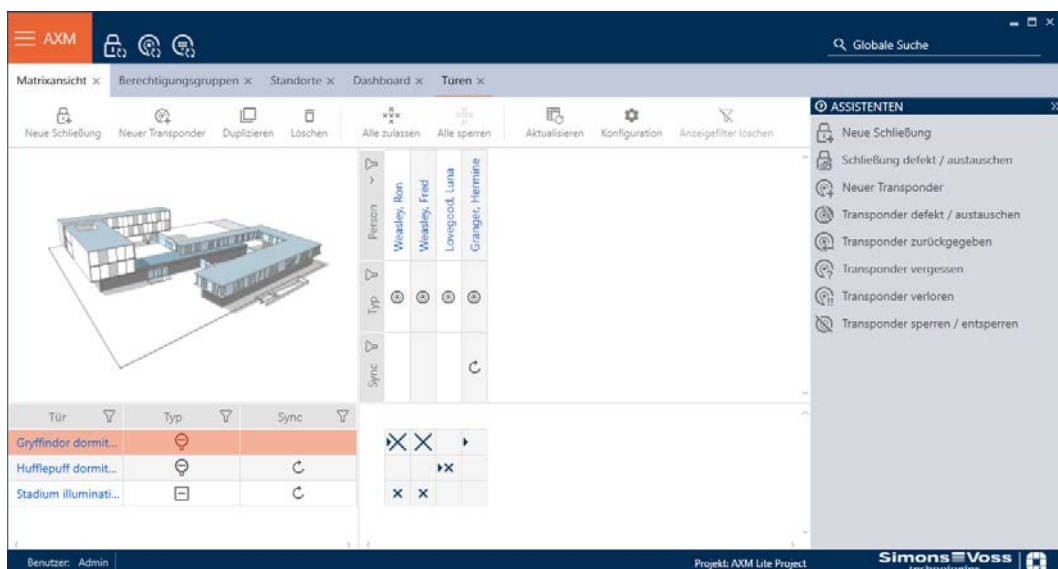 AXM
Globale Suche
Matrixansicht × Berechtigungsgruppen × Standorte × Dashboard × Türen ×
Neue Schließung Neuer Transponder Duplizieren Löschen Alle zulassen Alle sperren Aktualisieren Konfiguration Anzeigefilter löschen
ASSISTENTEN
Neue Schließung
Schließung defekt / austauschen
Neuer Transponder
Transponder defekt / austauschen
Transponder zurückgegeben
Transponder vergessen
Transponder verloren
Transponder sperren / entsperren
Person
Weasley, Ron
Weasley, Fred
Lovegood, Luna
Granger, Hermine
Typ
Sync
Tür Typ Sync
Gryffindor dormit...
Hufflepuff dormit...
Stadium illuminati...
Benutzer: Admin
Projekt: AXM Lite Project
Simons Voss
technologies